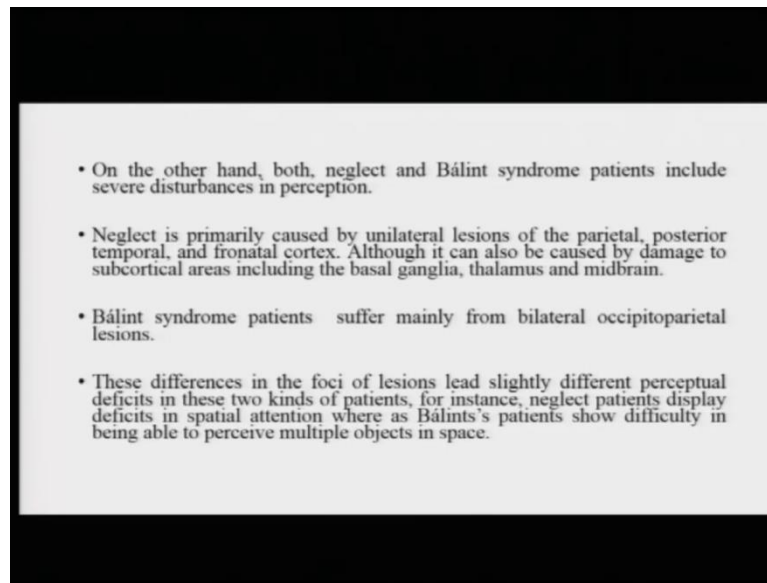 • On the other hand, both, neglect and Bálint syndrome patients include
severe disturbances in perception.
• Neglect is primarily caused by unilateral lesions of the parietal, posterior
temporal, and fronatal cortex. Although it can also be caused by damage to
subcortical areas including the basal ganglia, thalamus and midbrain.
• Bálint syndrome patients suffer mainly from bilateral occipitoparietal
lesions.
• These differences in the foci of lesions lead slightly different perceptual
deficits in these two kinds of patients, for instance, neglect patients display
deficits in spatial attention where as Bálints's patients show difficulty in
being able to perceive multiple objects in space.